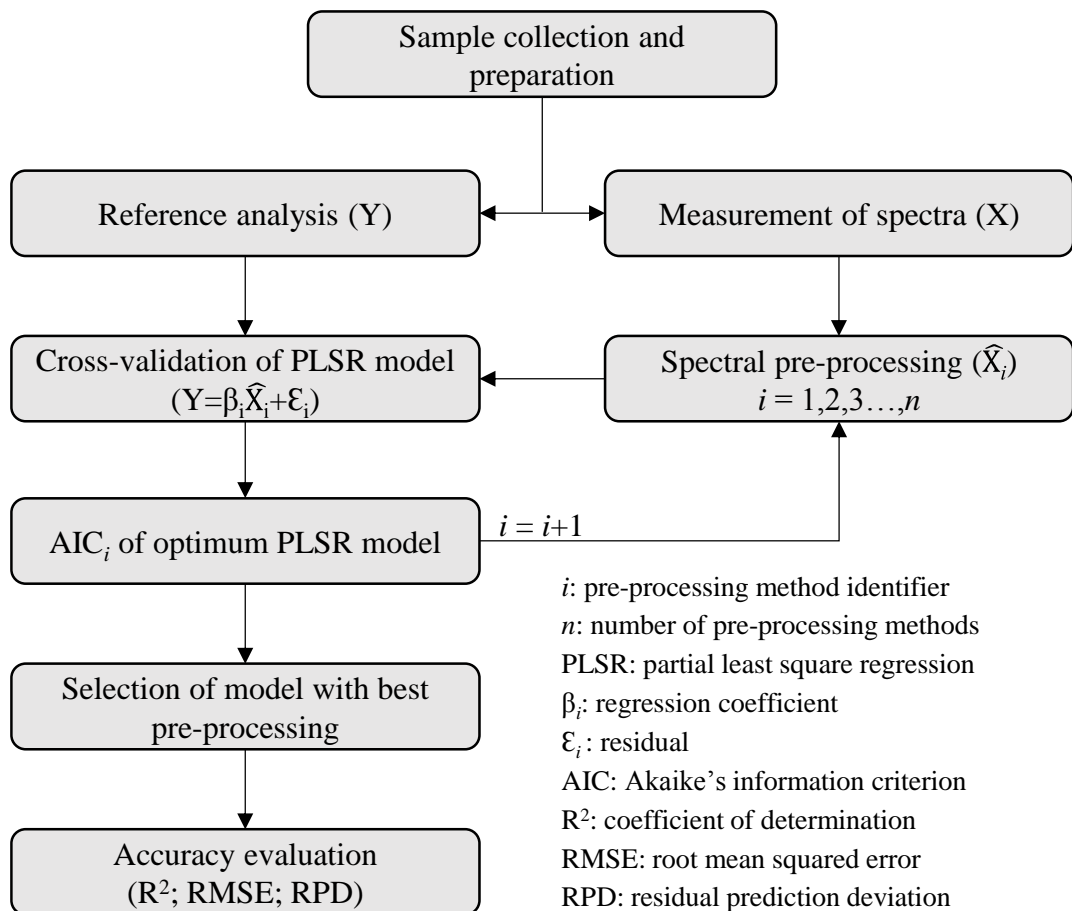 Sample collection and
preparation
Reference analysis (Y)
Measurement of spectra (X)
Cross-validation of PLSR model
(Y=βᵢX̂ᵢ+Ɛᵢ)
Spectral pre-processing (X̂ᵢ)
i = 1,2,3…,n
AICᵢ of optimum PLSR model
i = i+1
Selection of model with best
pre-processing
Accuracy evaluation
(R²; RMSE; RPD)
i: pre-processing method identifier
n: number of pre-processing methods
PLSR: partial least square regression
βᵢ: regression coefficient
Ɛᵢ: residual
AIC: Akaike’s information criterion
R²: coefficient of determination
RMSE: root mean squared error
RPD: residual prediction deviation